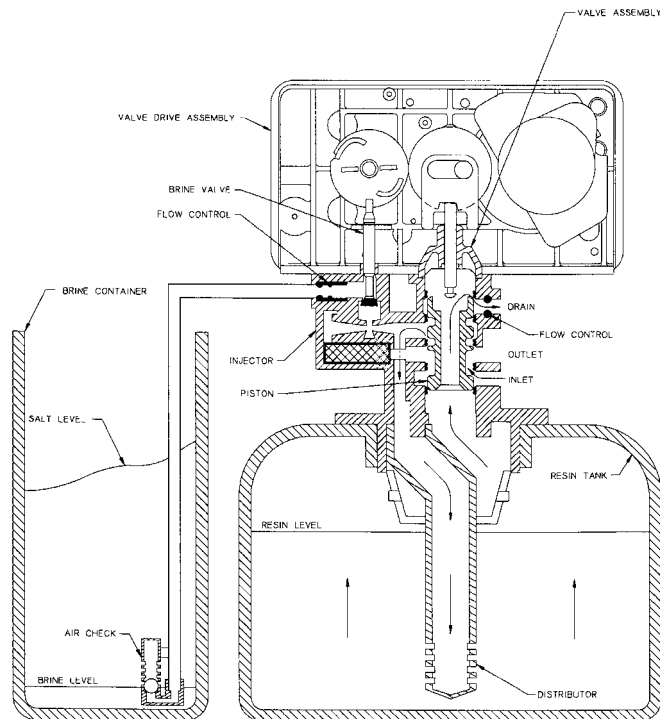 VALVE ASSEMBLY
VALVE DRIVE ASSEMBLY
BRINE VALVE
FLOW CONTROL
BRINE CONTAINER
DRAIN
FLOW CONTROL
INJECTOR
OUTLET
INLET
PISTON
SALT LEVEL
RESIN TANK
RESIN LEVEL
AIR CHECK
BRINE LEVEL
DISTRIBUTOR